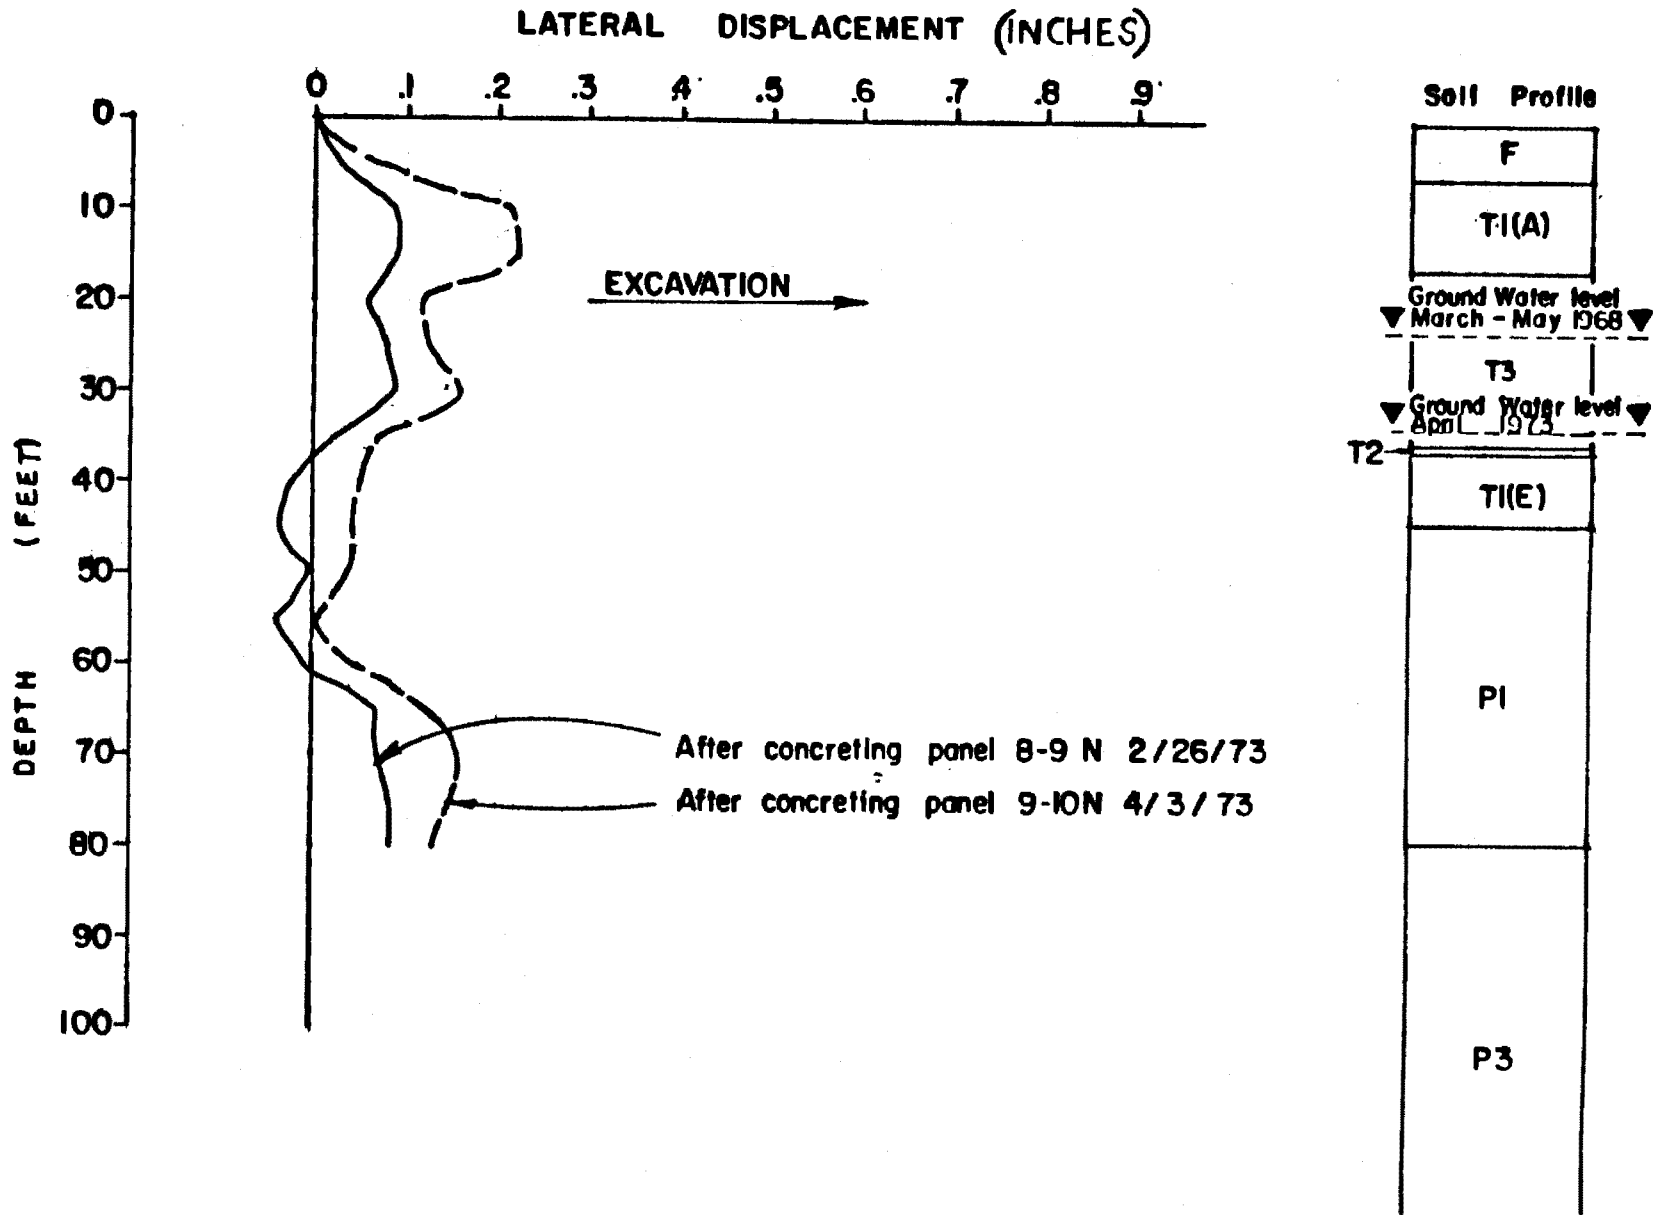 LATERAL DISPLACEMENT (INCHES)
0 .1 .2 .3 .4 .5 .6 .7 .8 .9
Soil Profile
0
10
20
30
40
50
60
70
80
90
100
DEPTH (FEET)
EXCAVATION
After concreting panel 8-9 N 2/26/73
After concreting panel 9-10N 4/3/73
F
T1(A)
Ground Water level
March - May 1968
T3
Ground Water level
April 1973
T2
T1(E)
P1
P3